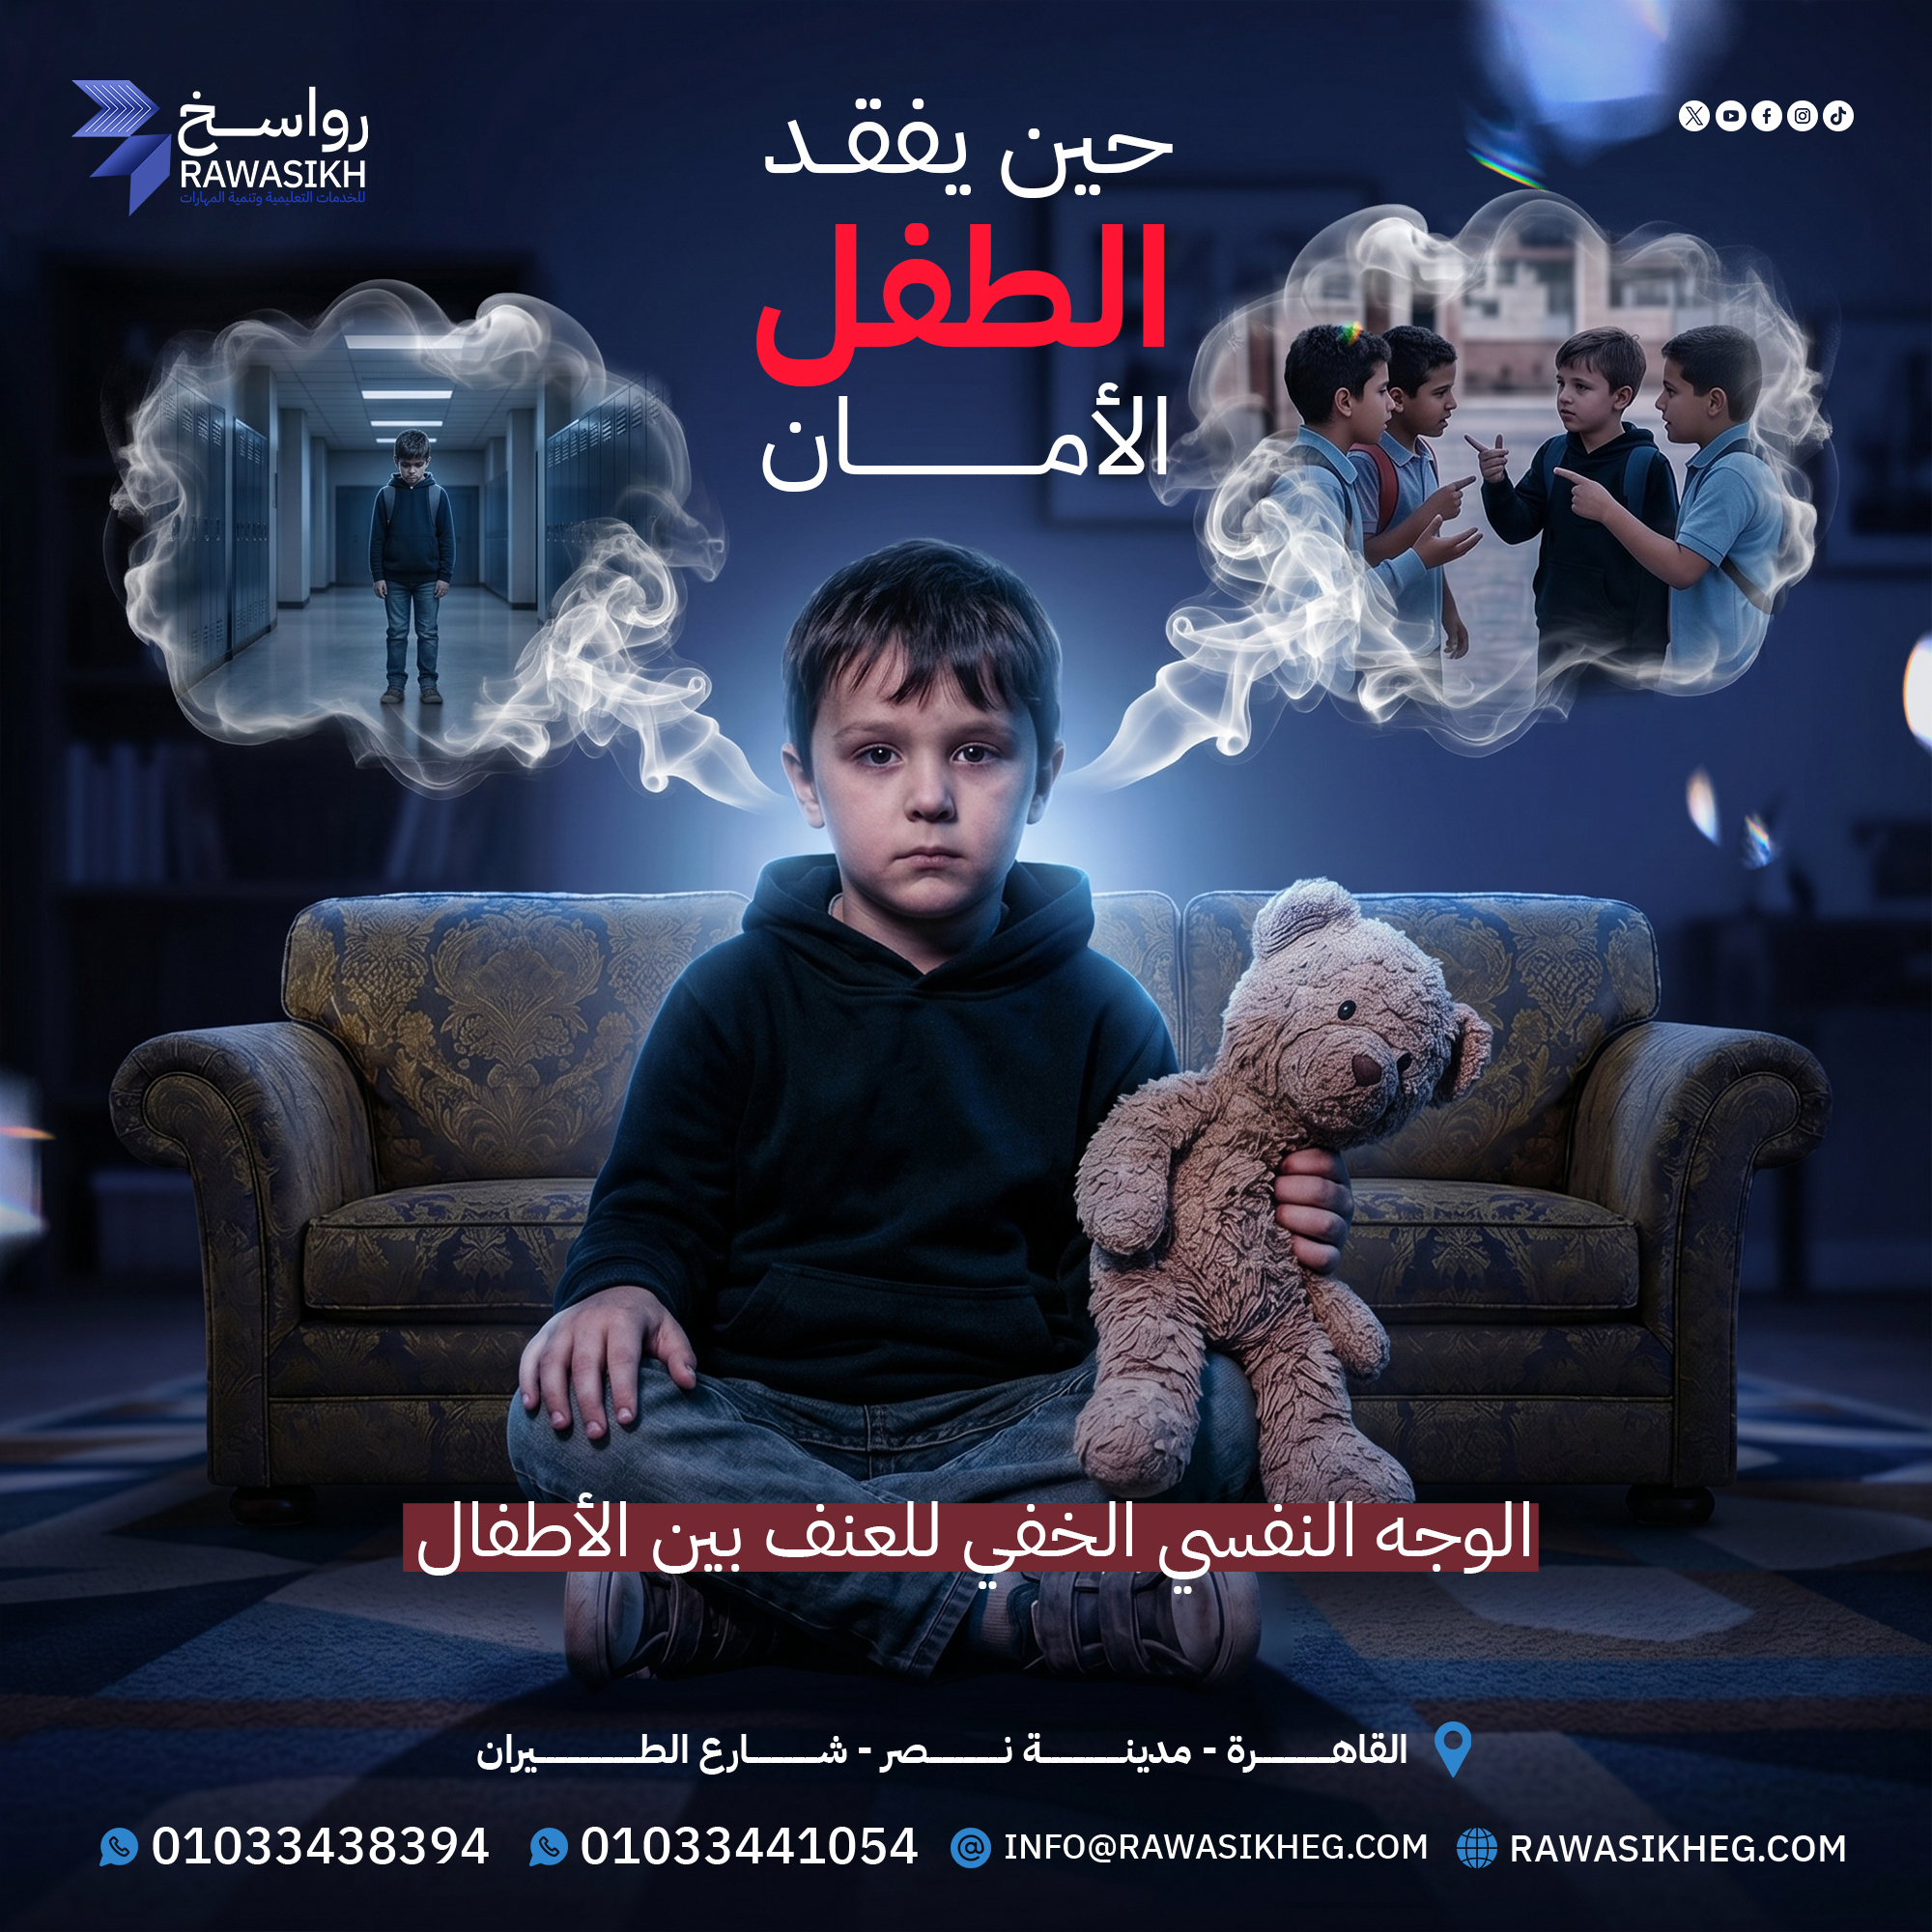 رواسخ
RAWASIKH
للخدمات التعليمية وتنمية المهارات
حين يفقد
الطفل
الأمان
الوجه النفسي الخفي للعنف بين الأطفال
القاهرة - مدينة نصر - شارع الطيران
01033438394 01033441054 INFO@RAWASIKHEG.COM RAWASIKHEG.COM